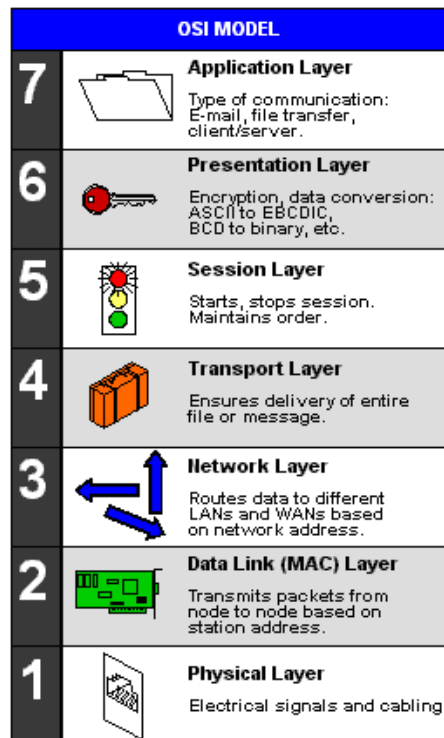 OSI MODEL
7
Application Layer
Type of communication:
E-mail, file transfer,
client/server.
6
Presentation Layer
Encryption, data conversion:
ASCII to EBCDIC,
BCD to binary, etc.
5
Session Layer
Starts, stops session.
Maintains order.
4
Transport Layer
Ensures delivery of entire
file or message.
3
Network Layer
Routes data to different
LANs and WANs based
on network address.
2
Data Link (MAC) Layer
Transmits packets from
node to node based on
station address.
1
Physical Layer
Electrical signals and cabling